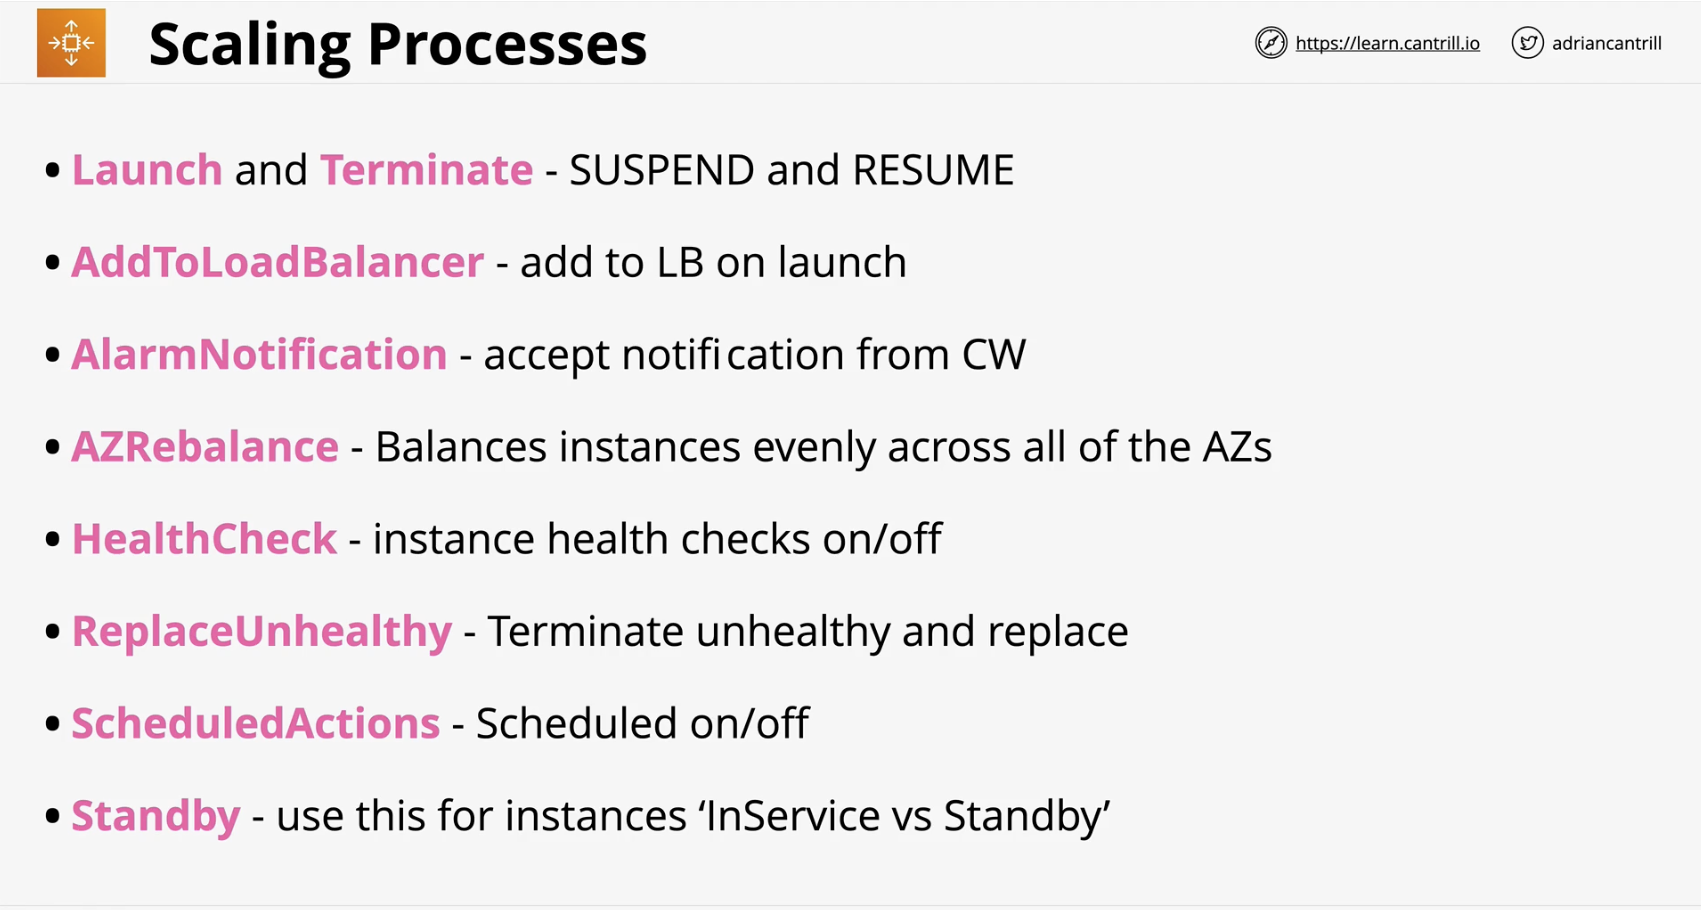 Scaling Processes
https://learn.cantrill.io
adriancantrill
• Launch and Terminate - SUSPEND and RESUME
• AddToLoadBalancer - add to LB on launch
• AlarmNotification - accept notification from CW
• AZRebalance - Balances instances evenly across all of the AZs
• HealthCheck - instance health checks on/off
• ReplaceUnhealthy - Terminate unhealthy and replace
• ScheduledActions - Scheduled on/off
• Standby - use this for instances ‘InService vs Standby’